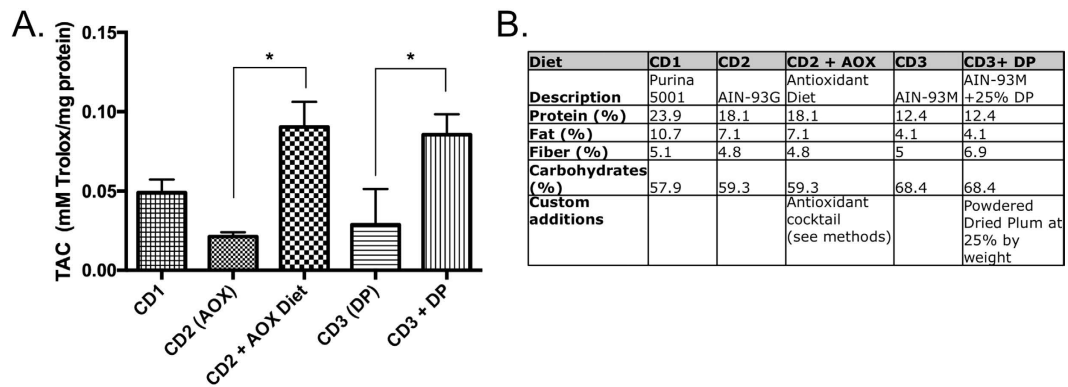 A.
0.15
0.10
0.05
0.00
TAC (mM Trolox/mg protein)
*
*
CD1
CD2 (AOX)
CD2 + AOX Diet
CD3 (DP)
CD3 + DP
B.
Diet CD1 CD2 CD2 + AOX CD3 CD3+ DP
Description Purina 5001 AIN-93G Antioxidant Diet AIN-93M AIN-93M +25% DP
Protein (%) 23.9 18.1 18.1 12.4 12.4
Fat (%) 10.7 7.1 7.1 4.1 4.1
Fiber (%) 5.1 4.8 4.8 5 6.9
Carbohydrates (%) 57.9 59.3 59.3 68.4 68.4
Custom additions Antioxidant cocktail (see methods) Powdered Dried Plum at 25% by weight